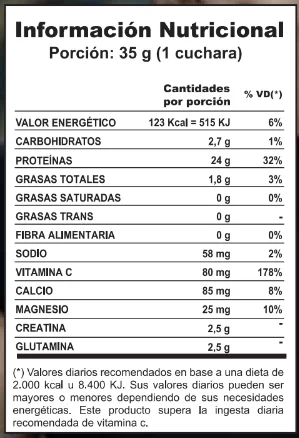 Información Nutricional
Porción: 35 g (1 cuchara)
Cantidades por porción % VD(*)
VALOR ENERGÉTICO 123 Kcal = 515 KJ 6%
CARBOHIDRATOS 2,7 g 1%
PROTEÍNAS 24 g 32%
GRASAS TOTALES 1,8 g 3%
GRASAS SATURADAS 0 g 0%
GRASAS TRANS 0 g -
FIBRA ALIMENTARIA 0 g 0%
SODIO 58 mg 2%
VITAMINA C 80 mg 178%
CALCIO 85 mg 8%
MAGNESIO 25 mg 10%
CREATINA 2,5 g -
GLUTAMINA 2,5 g -
(*) Valores diarios recomendados en base a una dieta de
2.000 kcal u 8.400 KJ. Sus valores diarios pueden ser
mayores o menores dependiendo de sus necesidades
energéticas. Este producto supera la ingesta diaria
recomendada de vitamina c.